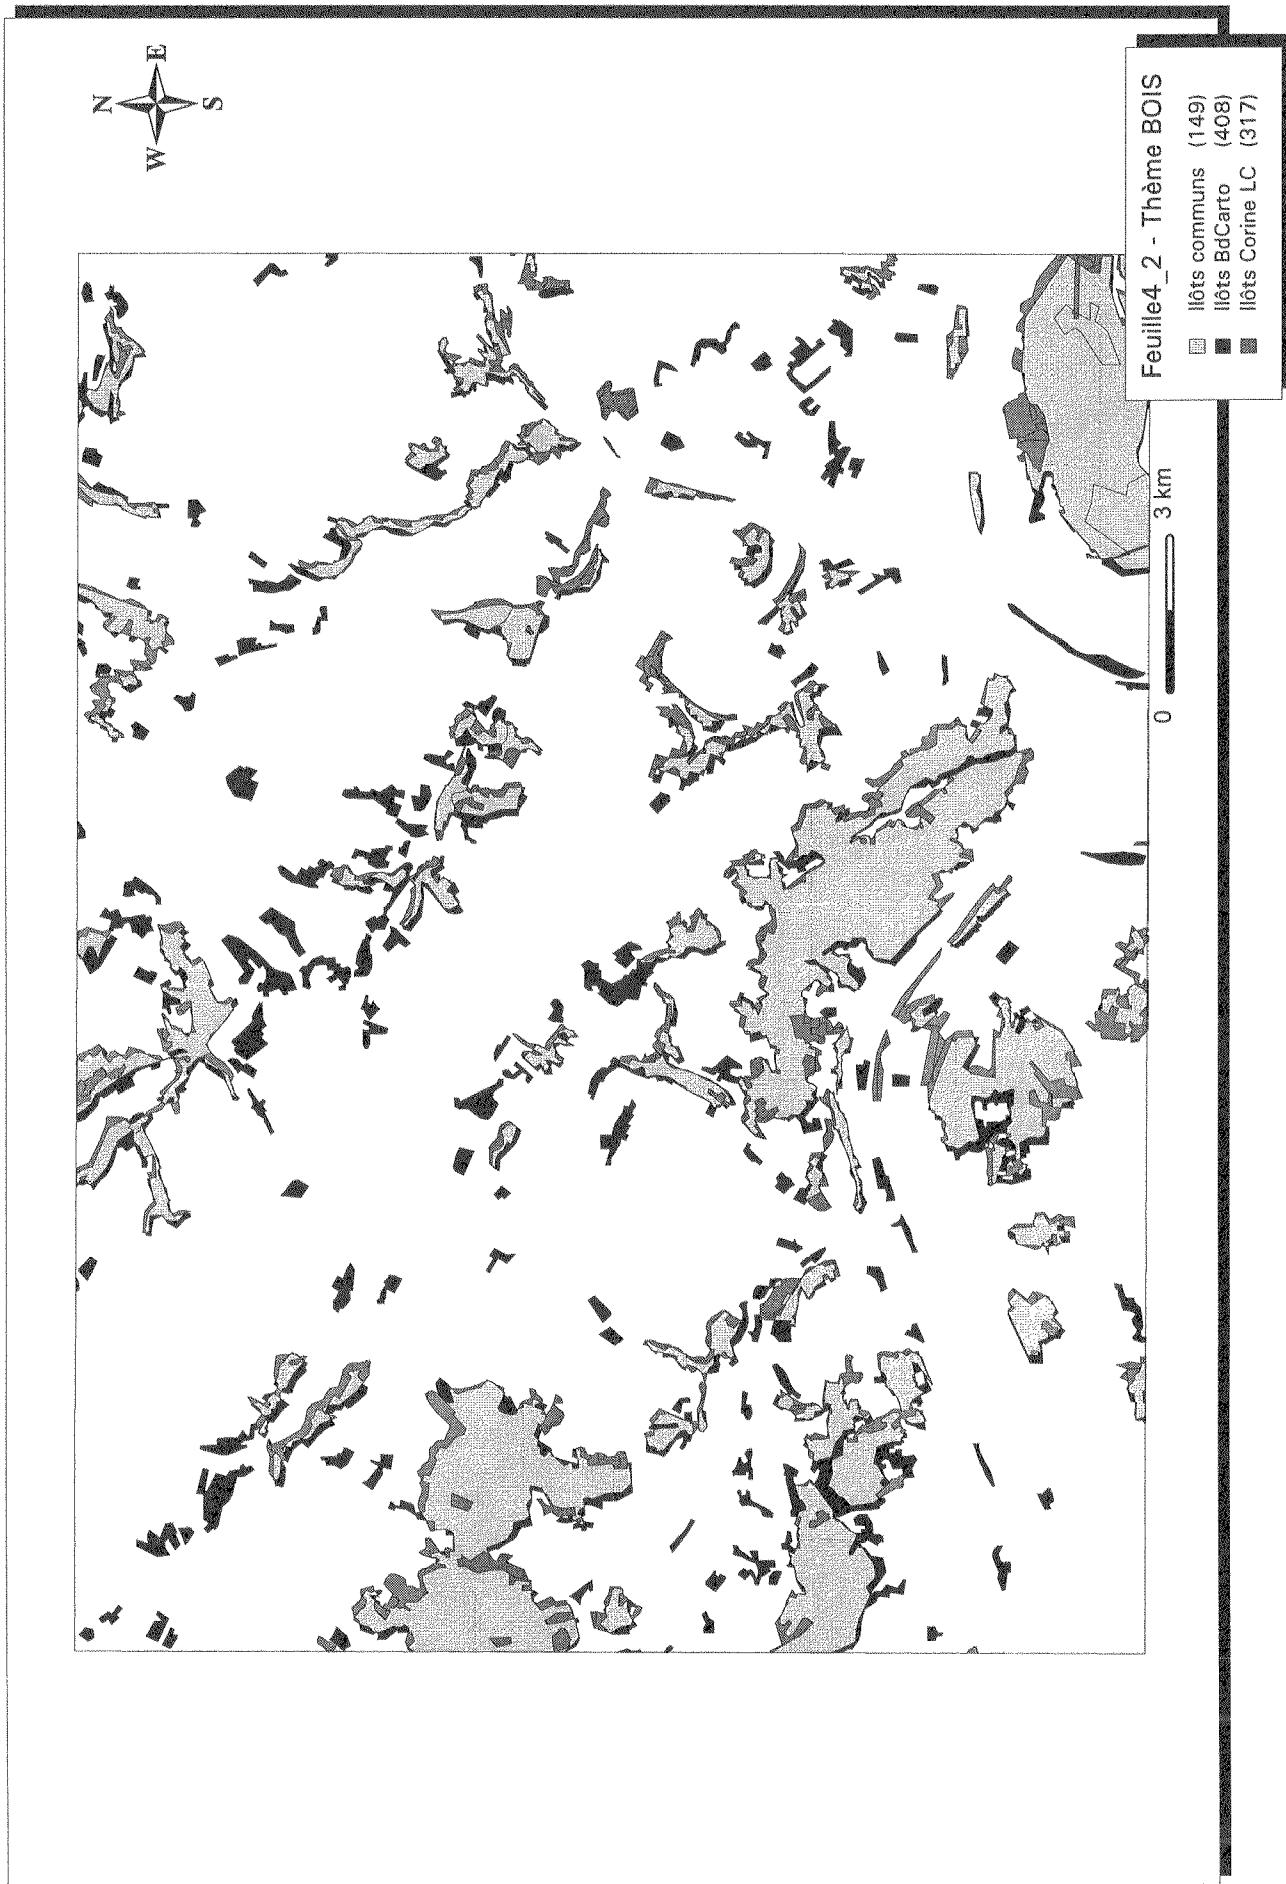 N
W E
S
Feuille4_2 - Thème BOIS
Ilôts communs (149)
Ilôts BdCarto (408)
Ilôts Corine LC (317)
0 3 km